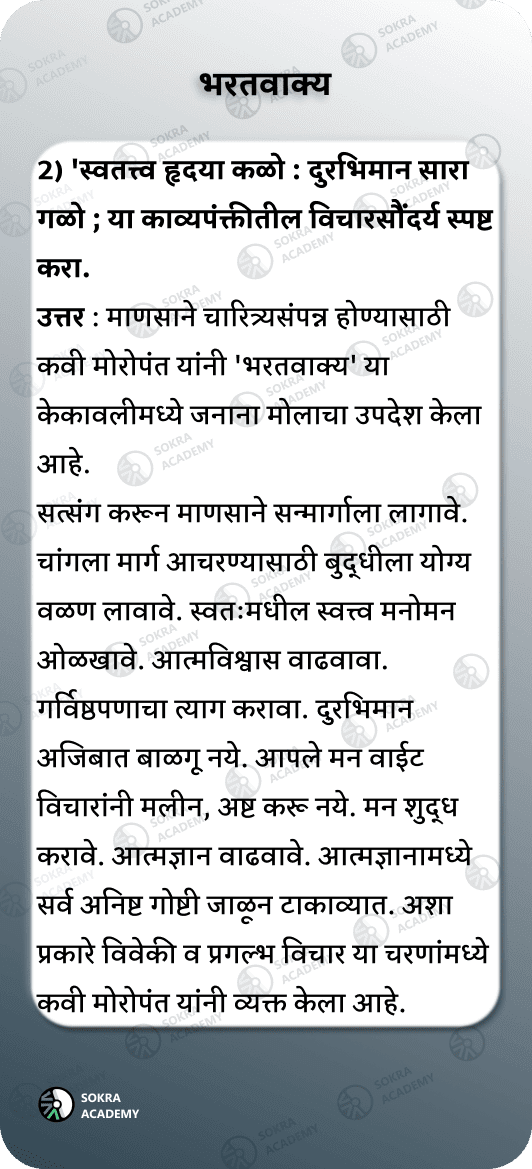 भरतवाक्य
2) 'स्वतत्त्व हृदया कळो : दुरभिमान सारा
गळो ; या काव्यपंक्तीतील विचारसौंदर्य स्पष्ट
करा.
उत्तर : माणसाने चारित्र्यसंपन्न होण्यासाठी
कवी मोरोपंत यांनी 'भरतवाक्य' या
केकावलीमध्ये जनाना मोलाचा उपदेश केला
आहे.
सत्संग करून माणसाने सन्मार्गाला लागावे.
चांगला मार्ग आचरण्यासाठी बुद्धीला योग्य
वळण लावावे. स्वतःमधील स्वत्त्व मनोमन
ओळखावे. आत्मविश्वास वाढवावा.
गर्विष्ठपणाचा त्याग करावा. दुरभिमान
अजिबात बाळगू नये. आपले मन वाईट
विचारांनी मलीन, अष्ट करू नये. मन शुद्ध
करावे. आत्मज्ञान वाढवावे. आत्मज्ञानामध्ये
सर्व अनिष्ट गोष्टी जाळून टाकाव्यात. अशा
प्रकारे विवेकी व प्रगल्भ विचार या चरणांमध्ये
कवी मोरोपंत यांनी व्यक्त केला आहे.
SOKRA
ACADEMY